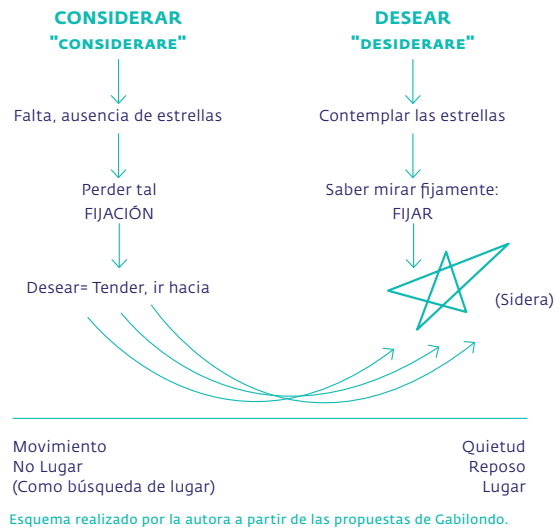 CONSIDERAR
"CONSIDERARE"
Falta, ausencia de estrellas
Perder tal
FIJACIÓN
Desear= Tender, ir hacia
DESEAR
"DESIDERARE"
Contemplar las estrellas
Saber mirar fijamente:
FIJAR
(Sidera)
Movimiento
No Lugar
(Como búsqueda de lugar)
Quietud
Reposo
Lugar
Esquema realizado por la autora a partir de las propuestas de Gabilondo.